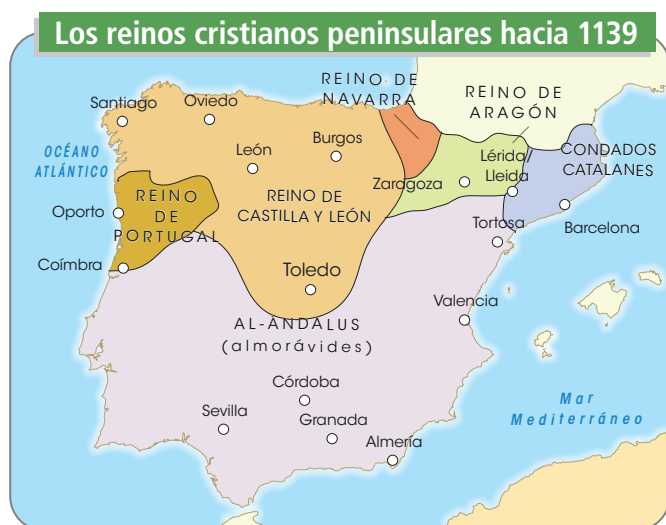 Los reinos cristianos peninsulares hacia 1139
REINO DE
NAVARRA
REINO DE
ARAGÓN
Santiago
Oviedo
OCÉANO
ATLÁNTICO
León
Burgos
Lérida/
Lleida
CONDADOS
CATALANES
Zaragoza
REINO
DE
PORTUGAL
REINO DE
CASTILLA Y LEÓN
Oporto
Tortosa
Barcelona
Coímbra
Toledo
Valencia
AL-ÁNDALUS
(almorávides)
Córdoba
Sevilla
Granada
Almería
Mar
Mediterráneo